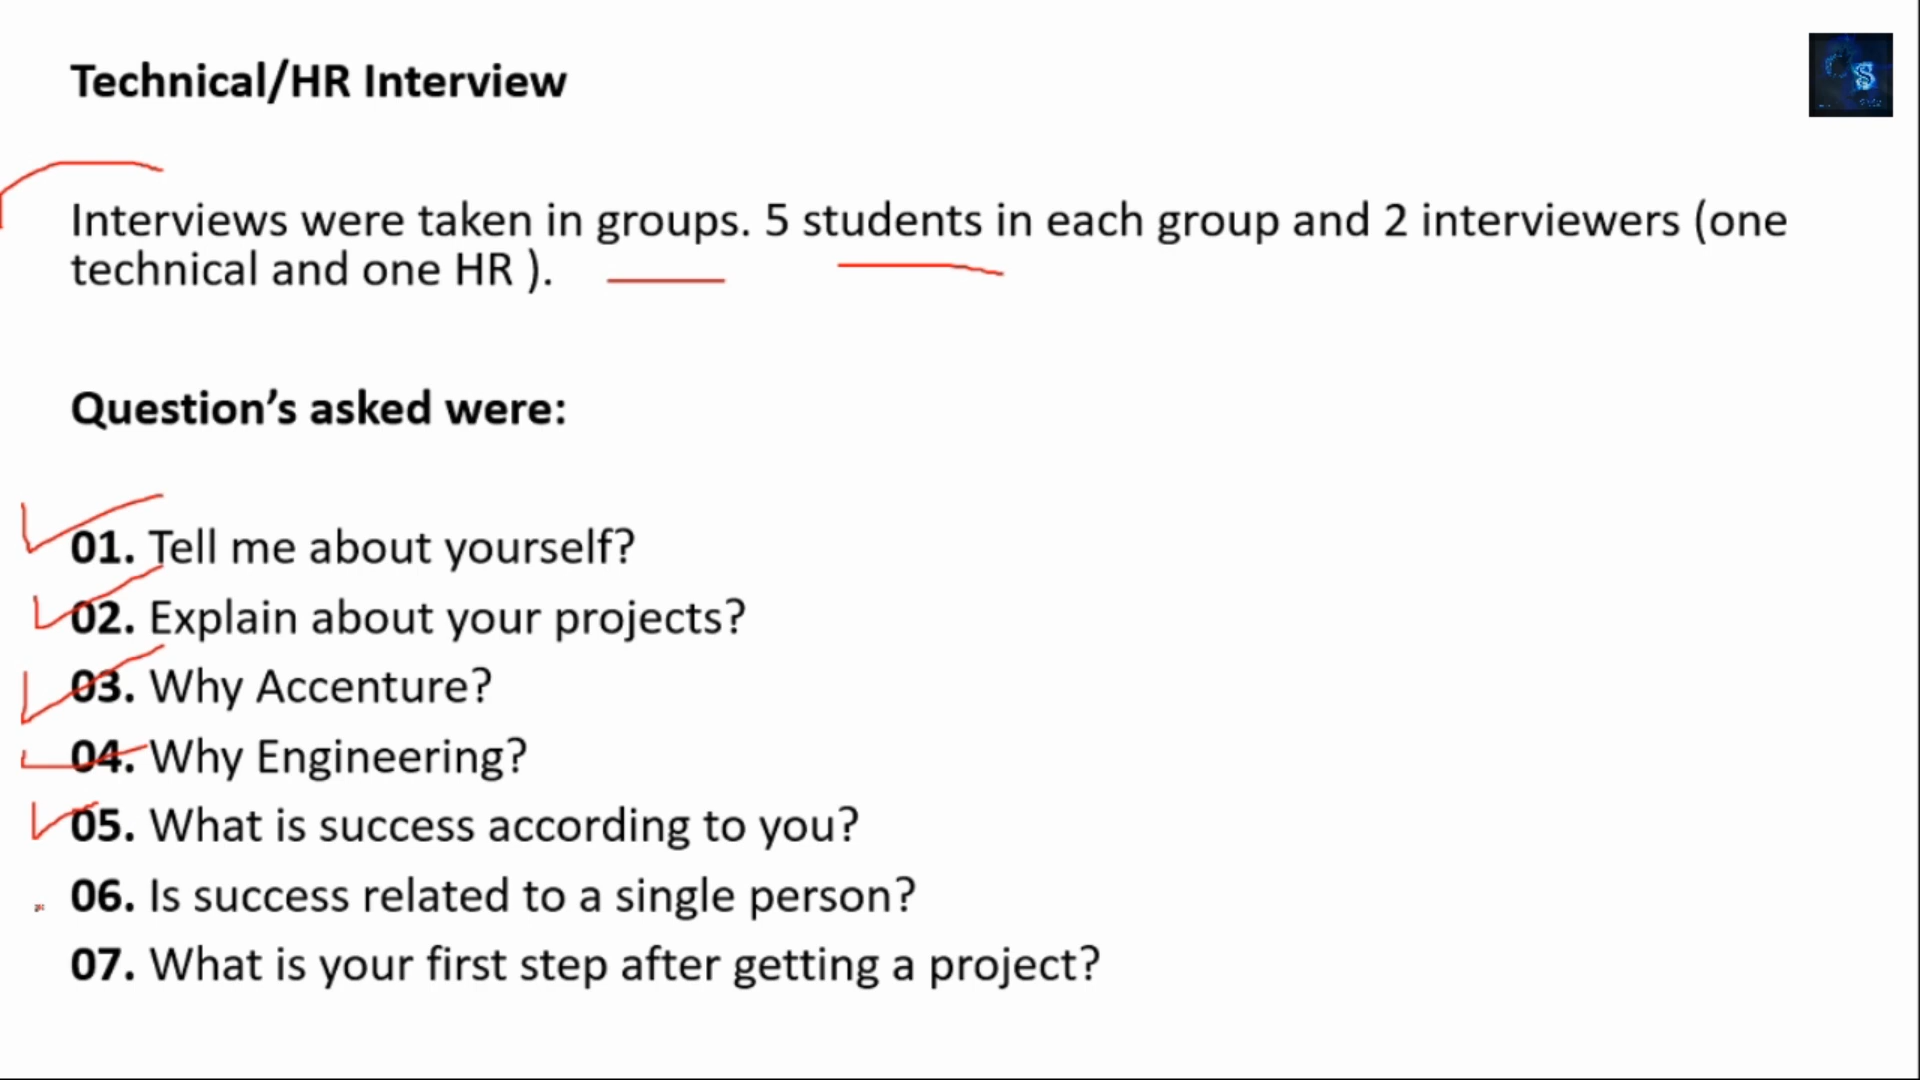 Technical/HR Interview
Interviews were taken in groups. 5 students in each group and 2 interviewers (one
technical and one HR ).
Question’s asked were:
01. Tell me about yourself?
02. Explain about your projects?
03. Why Accenture?
04. Why Engineering?
05. What is success according to you?
06. Is success related to a single person?
07. What is your first step after getting a project?